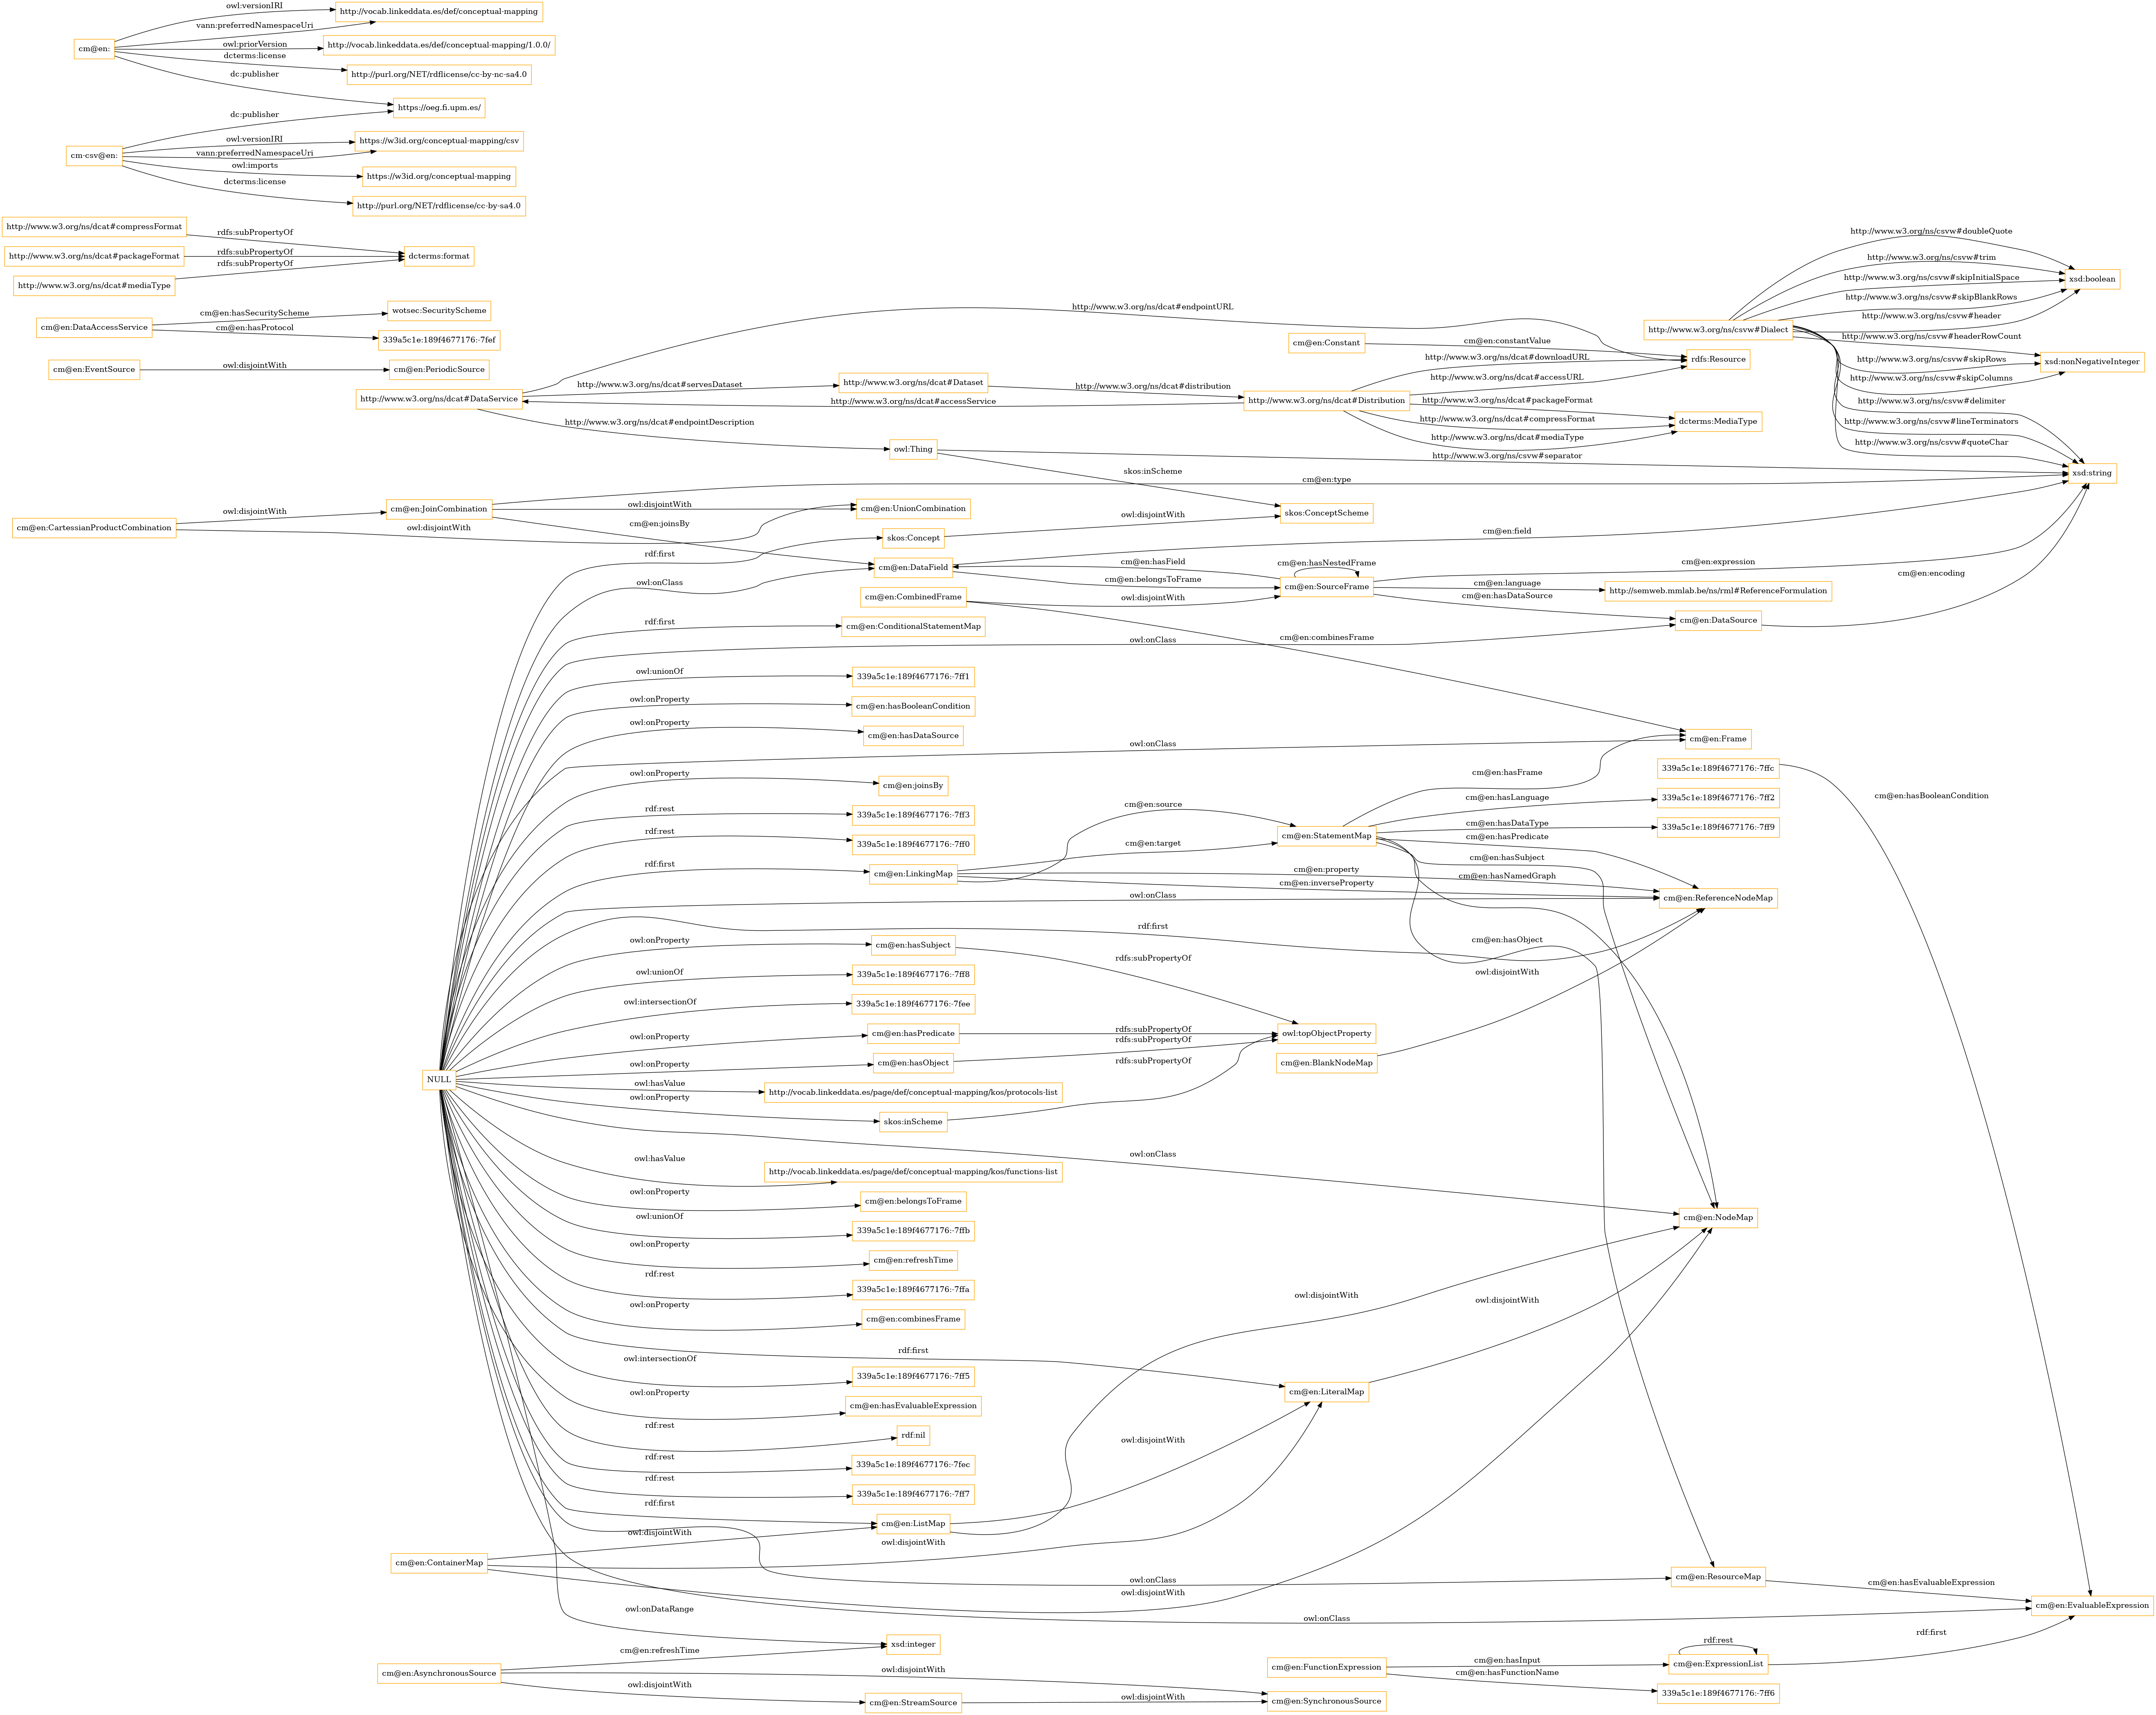 owl:versionIRI
http://vocab.linkeddata.es/def/conceptual-mapping
vann:preferredNamespaceUri
cm@en:
owl:priorVersion
http://vocab.linkeddata.es/def/conceptual-mapping/1.0.0/
dcterms:license
http://purl.org/NET/rdflicense/cc-by-nc-sa4.0
dc:publisher
https://oeg.fi.upm.es/
dc:publisher
cm-csv@en:
owl:versionIRI
https://w3id.org/conceptual-mapping/csv
vann:preferredNamespaceUri
owl:imports
https://w3id.org/conceptual-mapping
dcterms:license
http://purl.org/NET/rdflicense/cc-by-sa4.0
http://www.w3.org/ns/dcat#compressFormat
rdfs:subPropertyOf
http://www.w3.org/ns/dcat#packageFormat
rdfs:subPropertyOf
dcterms:format
http://www.w3.org/ns/dcat#mediaType
rdfs:subPropertyOf
cm@en:DataAccessService
cm@en:hasSecurityScheme
wotsec:SecurityScheme
cm@en:hasProtocol
339a5c1e:189f4677176:-7fef
cm@en:EventSource
owl:disjointWith
cm@en:PeriodicSource
http://www.w3.org/ns/dcat#DataService
http://www.w3.org/ns/dcat#endpointURL
http://www.w3.org/ns/dcat#servesDataset
http://www.w3.org/ns/dcat#Dataset
http://www.w3.org/ns/dcat#distribution
http://www.w3.org/ns/dcat#accessService
http://www.w3.org/ns/dcat#endpointDescription
cm@en:Constant
cm@en:constantValue
rdfs:Resource
http://www.w3.org/ns/dcat#Distribution
http://www.w3.org/ns/dcat#downloadURL
http://www.w3.org/ns/dcat#accessURL
http://www.w3.org/ns/dcat#packageFormat
http://www.w3.org/ns/dcat#compressFormat
http://www.w3.org/ns/dcat#mediaType
dcterms:MediaType
http://www.w3.org/ns/csvw#Dialect
http://www.w3.org/ns/csvw#doubleQuote
http://www.w3.org/ns/csvw#trim
http://www.w3.org/ns/csvw#skipInitialSpace
http://www.w3.org/ns/csvw#skipBlankRows
http://www.w3.org/ns/csvw#header
xsd:boolean
http://www.w3.org/ns/csvw#headerRowCount
http://www.w3.org/ns/csvw#skipRows
http://www.w3.org/ns/csvw#skipColumns
xsd:nonNegativeInteger
http://www.w3.org/ns/csvw#delimiter
http://www.w3.org/ns/csvw#lineTerminators
http://www.w3.org/ns/csvw#quoteChar
xsd:string
owl:Thing
http://www.w3.org/ns/csvw#separator
skos:inScheme
skos:ConceptScheme
cm@en:CartessianProductCombination
owl:disjointWith
owl:disjointWith
cm@en:JoinCombination
cm@en:type
owl:disjointWith
cm@en:joinsBy
cm@en:UnionCombination
rdf:first
skos:Concept
owl:disjointWith
owl:onClass
cm@en:DataField
cm@en:field
cm@en:hasField
cm@en:belongsToFrame
cm@en:hasNestedFrame
cm@en:SourceFrame
cm@en:expression
cm@en:language
http://semweb.mmlab.be/ns/rml#ReferenceFormulation
cm@en:hasDataSource
cm@en:encoding
cm@en:CombinedFrame
owl:disjointWith
cm@en:combinesFrame
rdf:first
cm@en:ConditionalStatementMap
owl:onClass
cm@en:DataSource
owl:unionOf
339a5c1e:189f4677176:-7ff1
owl:onProperty
cm@en:hasBooleanCondition
owl:onProperty
cm@en:hasDataSource
owl:onClass
cm@en:Frame
owl:onProperty
cm@en:joinsBy
rdf:rest
339a5c1e:189f4677176:-7ff3
rdf:rest
339a5c1e:189f4677176:-7ff0
rdf:first
cm@en:LinkingMap
cm@en:source
cm@en:target
cm@en:StatementMap
cm@en:hasFrame
339a5c1e:189f4677176:-7ffc
cm@en:hasBooleanCondition
cm@en:hasLanguage
339a5c1e:189f4677176:-7ff2
cm@en:hasDataType
339a5c1e:189f4677176:-7ff9
cm@en:hasPredicate
cm@en:hasSubject
cm@en:property
cm@en:hasNamedGraph
cm@en:inverseProperty
owl:onClass
cm@en:ReferenceNodeMap
rdf:first
cm@en:hasObject
owl:onProperty
cm@en:hasSubject
rdfs:subPropertyOf
owl:disjointWith
owl:unionOf
339a5c1e:189f4677176:-7ff8
owl:intersectionOf
339a5c1e:189f4677176:-7fee
owl:onProperty
cm@en:hasPredicate
rdfs:subPropertyOf
owl:topObjectProperty
owl:onProperty
cm@en:hasObject
rdfs:subPropertyOf
cm@en:BlankNodeMap
NULL
owl:hasValue
http://vocab.linkeddata.es/page/def/conceptual-mapping/kos/protocols-list
owl:onProperty
skos:inScheme
rdfs:subPropertyOf
owl:onClass
owl:hasValue
http://vocab.linkeddata.es/page/def/conceptual-mapping/kos/functions-list
owl:onProperty
cm@en:belongsToFrame
cm@en:NodeMap
owl:unionOf
339a5c1e:189f4677176:-7ffb
owl:onProperty
cm@en:refreshTime
rdf:rest
339a5c1e:189f4677176:-7ffa
owl:disjointWith
owl:disjointWith
owl:onProperty
cm@en:combinesFrame
rdf:first
owl:intersectionOf
339a5c1e:189f4677176:-7ff5
cm@en:LiteralMap
owl:onProperty
cm@en:hasEvaluableExpression
rdf:rest
rdf:nil
owl:disjointWith
rdf:rest
339a5c1e:189f4677176:-7fec
rdf:rest
339a5c1e:189f4677176:-7ff7
rdf:first
cm@en:ListMap
owl:disjointWith
owl:disjointWith
cm@en:ContainerMap
owl:onClass
owl:disjointWith
cm@en:ResourceMap
cm@en:hasEvaluableExpression
cm@en:EvaluableExpression
owl:onClass
owl:onDataRange
xsd:integer
cm@en:refreshTime
cm@en:AsynchronousSource
owl:disjointWith
owl:disjointWith
cm@en:StreamSource
owl:disjointWith
cm@en:SynchronousSource
cm@en:FunctionExpression
cm@en:hasInput
cm@en:hasFunctionName
rdf:rest
cm@en:ExpressionList
rdf:first
339a5c1e:189f4677176:-7ff6